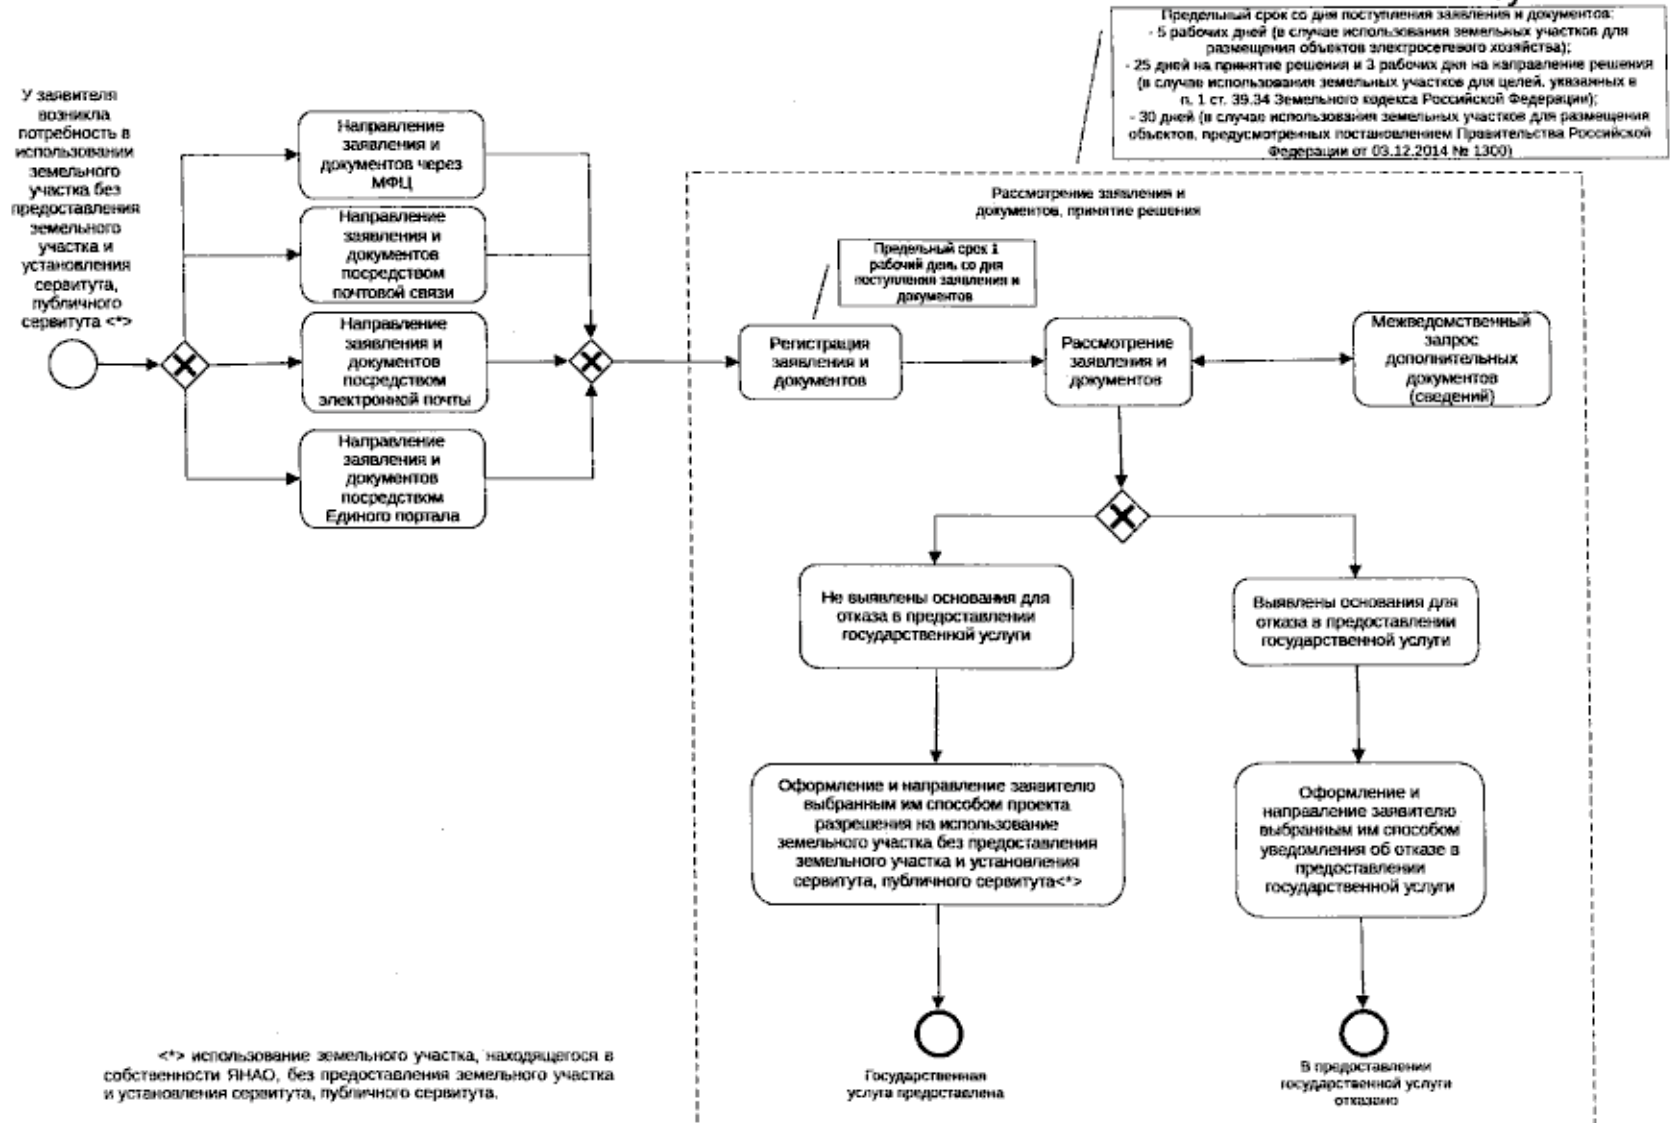 Предельный срок со дня поступления заявления и документов:
- 5 рабочих дней (в случае использования земельных участков для
размещения объектов электросетевого хозяйства);
- 25 дней на принятие решения и 3 рабочих дня на направление решения
(в случае использования земельных участков для целей, указанных в
п. 1 ст. 39.34 Земельного кодекса Российской Федерации);
- 30 дней (в случае использования земельных участков для размещения
объектов, предусмотренных постановлением Правительства Российской
Федерации от 03.12.2014 № 1300)
У заявителя
возникла
потребность в
использовании
земельного
участка без
предоставления
земельного
участка и
установления
сервитута,
публичного
сервитута <*>
Направление
заявления и
документов через
МФЦ
Направление
заявления и
документов
посредством
почтовой связи
Направление
заявления и
документов
посредством
электронной почты
Направление
заявления и
документов
посредством
Единого портала
Рассмотрение заявления и
документов, принятие решения
Предельный срок 1
рабочий день со дня
поступления заявления и
документов
Регистрация
заявления и
документов
Рассмотрение
заявления и
документов
Межведомственный
запрос
дополнительных
документов
(сведений)
Не выявлены основания для
отказа в предоставлении
государственной услуги
Выявлены основания для
отказа в предоставлении
государственной услуги
Оформление и направление заявителю
выбранным им способом проекта
разрешения на использование
земельного участка без предоставления
земельного участка и установления
сервитута, публичного сервитута<*>
Оформление и
направление заявителю
выбранным им способом
уведомления об отказе в
предоставлении
государственной услуги
Государственная
услуга предоставлена
В предоставлении
государственной услуги
отказано
<*> использование земельного участка, находящегося в
собственности ЯНАО, без предоставления земельного участка
и установления сервитута, публичного сервитута.